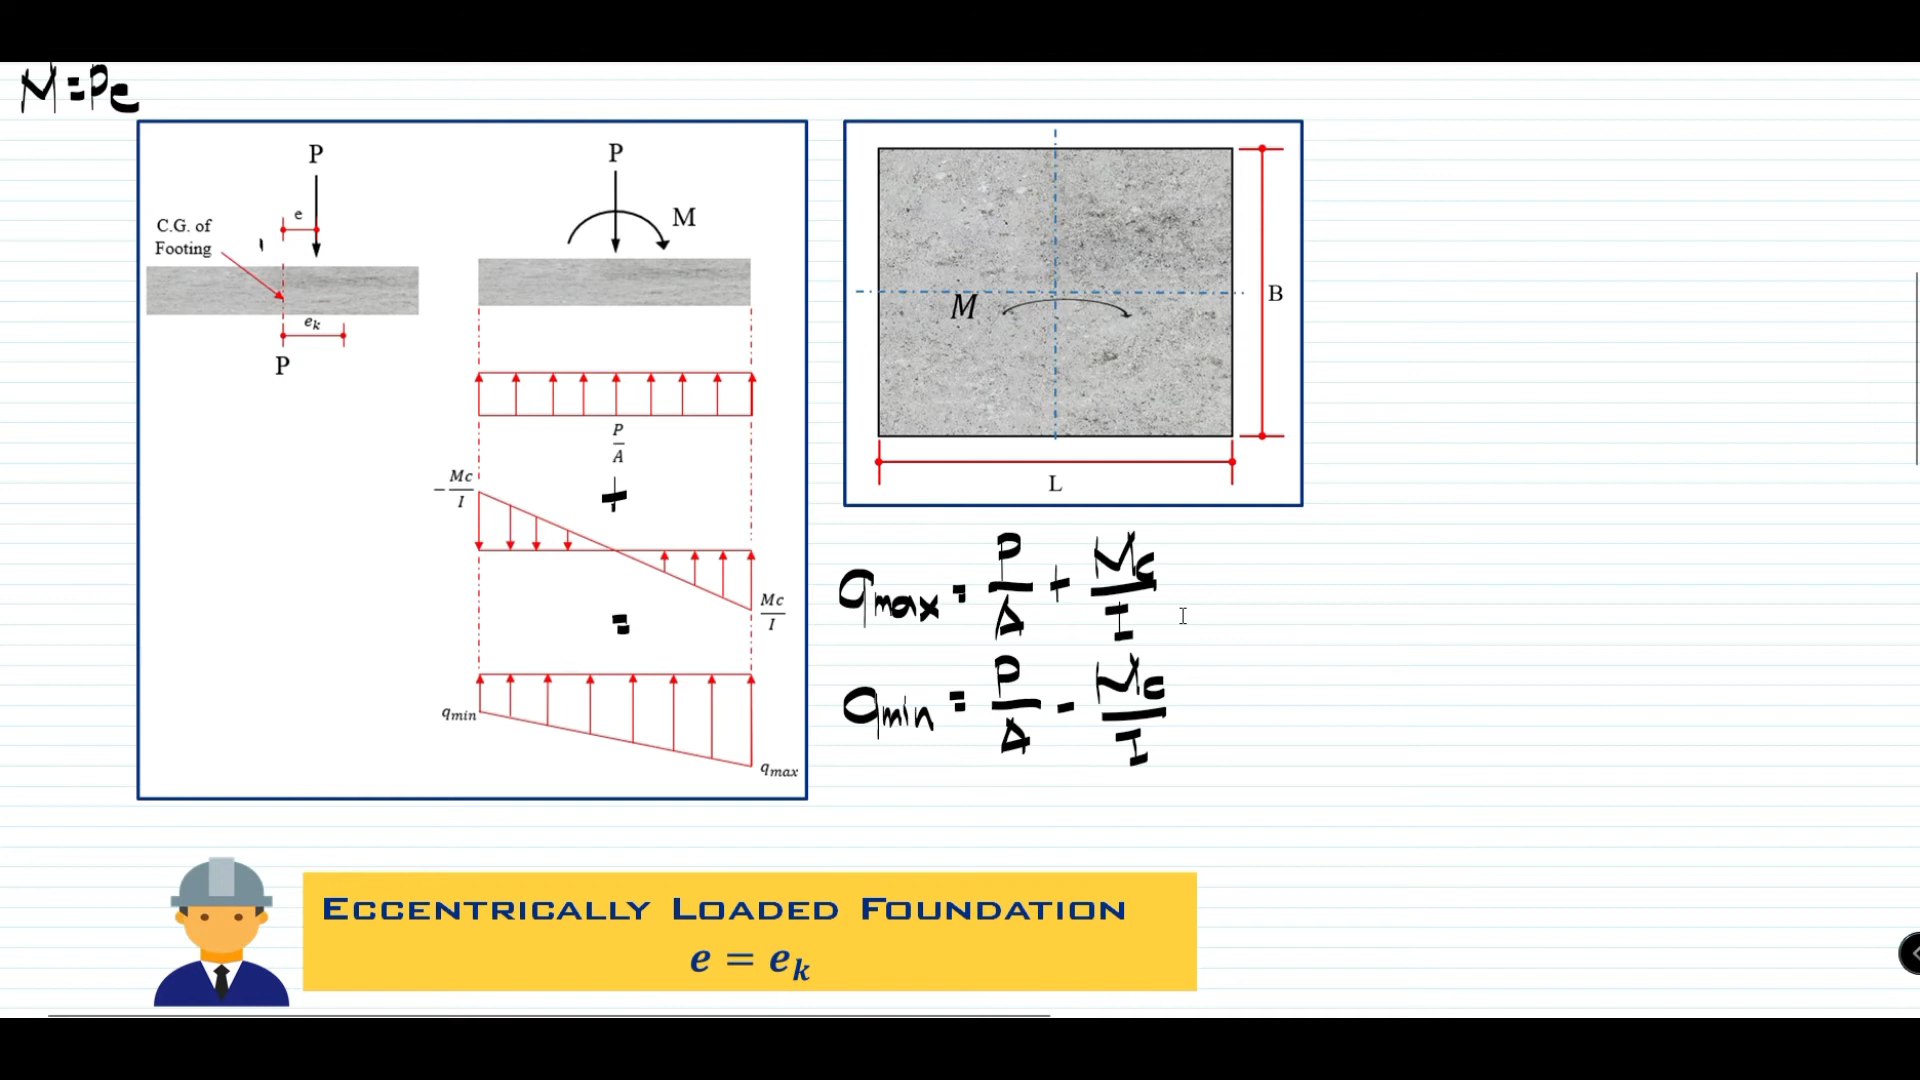 M=Pe
P
e
C.G. of
Footing
e_k
P
P
M
P/A
-Mc/I
+
Mc/I
=
q_min
q_max
M
B
L
q_max = P/A + Mc/I
q_min = P/A - Mc/I
ECCENTRICALLY LOADED FOUNDATION
e = e_k